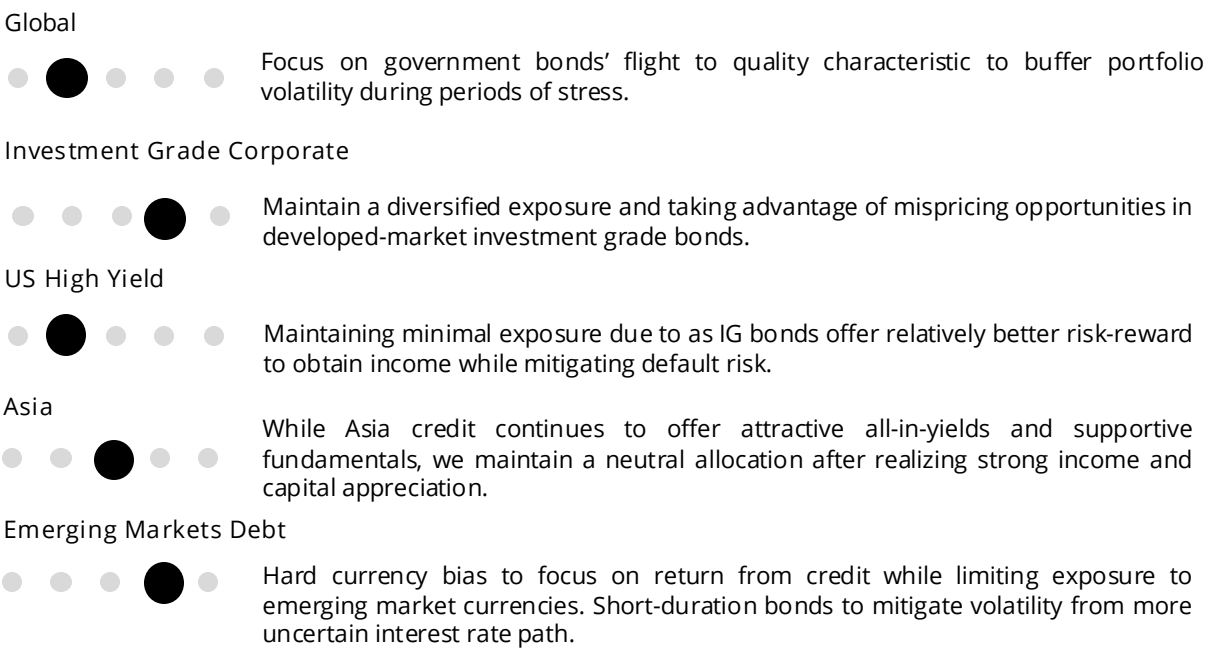 Global
Focus on government bonds’ flight to quality characteristic to buffer portfolio
volatility during periods of stress.
Investment Grade Corporate
Maintain a diversified exposure and taking advantage of mispricing opportunities in
developed-market investment grade bonds.
US High Yield
Maintaining minimal exposure due to as IG bonds offer relatively better risk-reward
to obtain income while mitigating default risk.
Asia
While Asia credit continues to offer attractive all-in-yields and supportive
fundamentals, we maintain a neutral allocation after realizing strong income and
capital appreciation.
Emerging Markets Debt
Hard currency bias to focus on return from credit while limiting exposure to
emerging market currencies. Short-duration bonds to mitigate volatility from more
uncertain interest rate path.